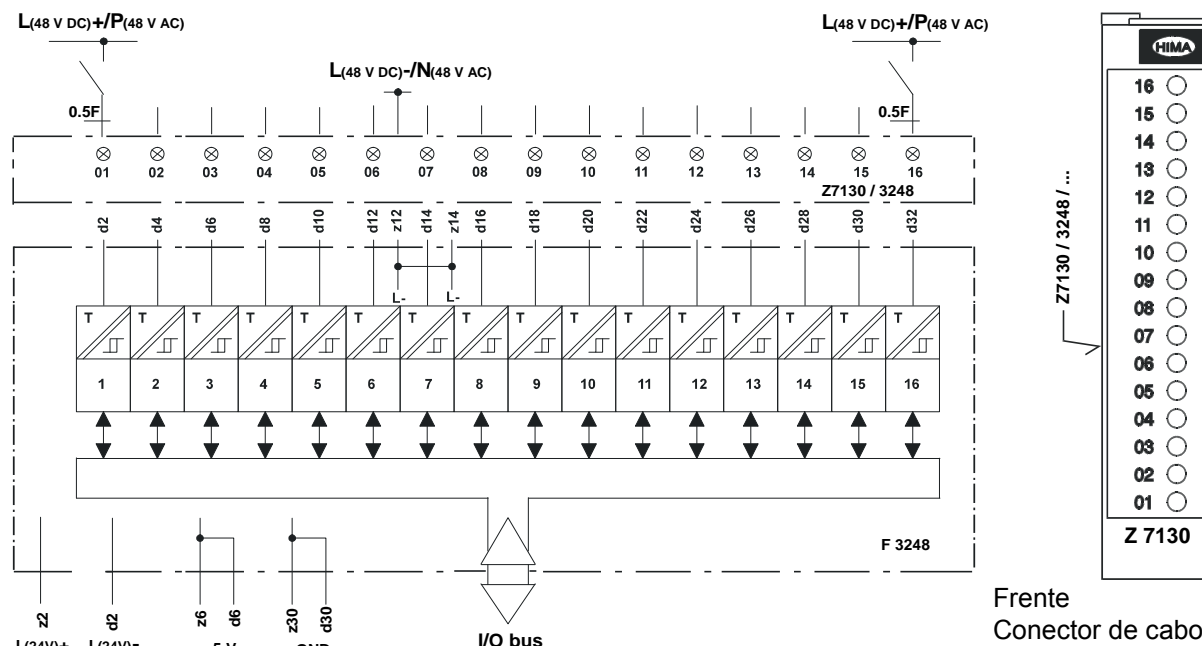 L(48 V DC)+/P(48 V AC)
L(48 V DC)+/P(48 V AC)
L(48 V DC)-/N(48 V AC)
0.5F
0.5F
01 02 03 04 05 06 07 08 09 10 11 12 13 14 15 16
Z7130 / 3248
d2 d4 d6 d8 d10 d12 z12 d14 z14 d16 d18 d20 d22 d24 d26 d28 d30 d32
L- L-
T T T T T T T T T T T T T T T T
1 2 3 4 5 6 7 8 9 10 11 12 13 14 15 16
F 3248
z2 d2 z6 d6 z30 d30
L(24V)+ L(24V)- 5 V GND
I/O bus
HIMA
16
15
14
13
12
11
10
09
08
07
06
05
04
03
02
01
Z 7130
Z7130 / 3248 / ...
Frente
Conector de cabo